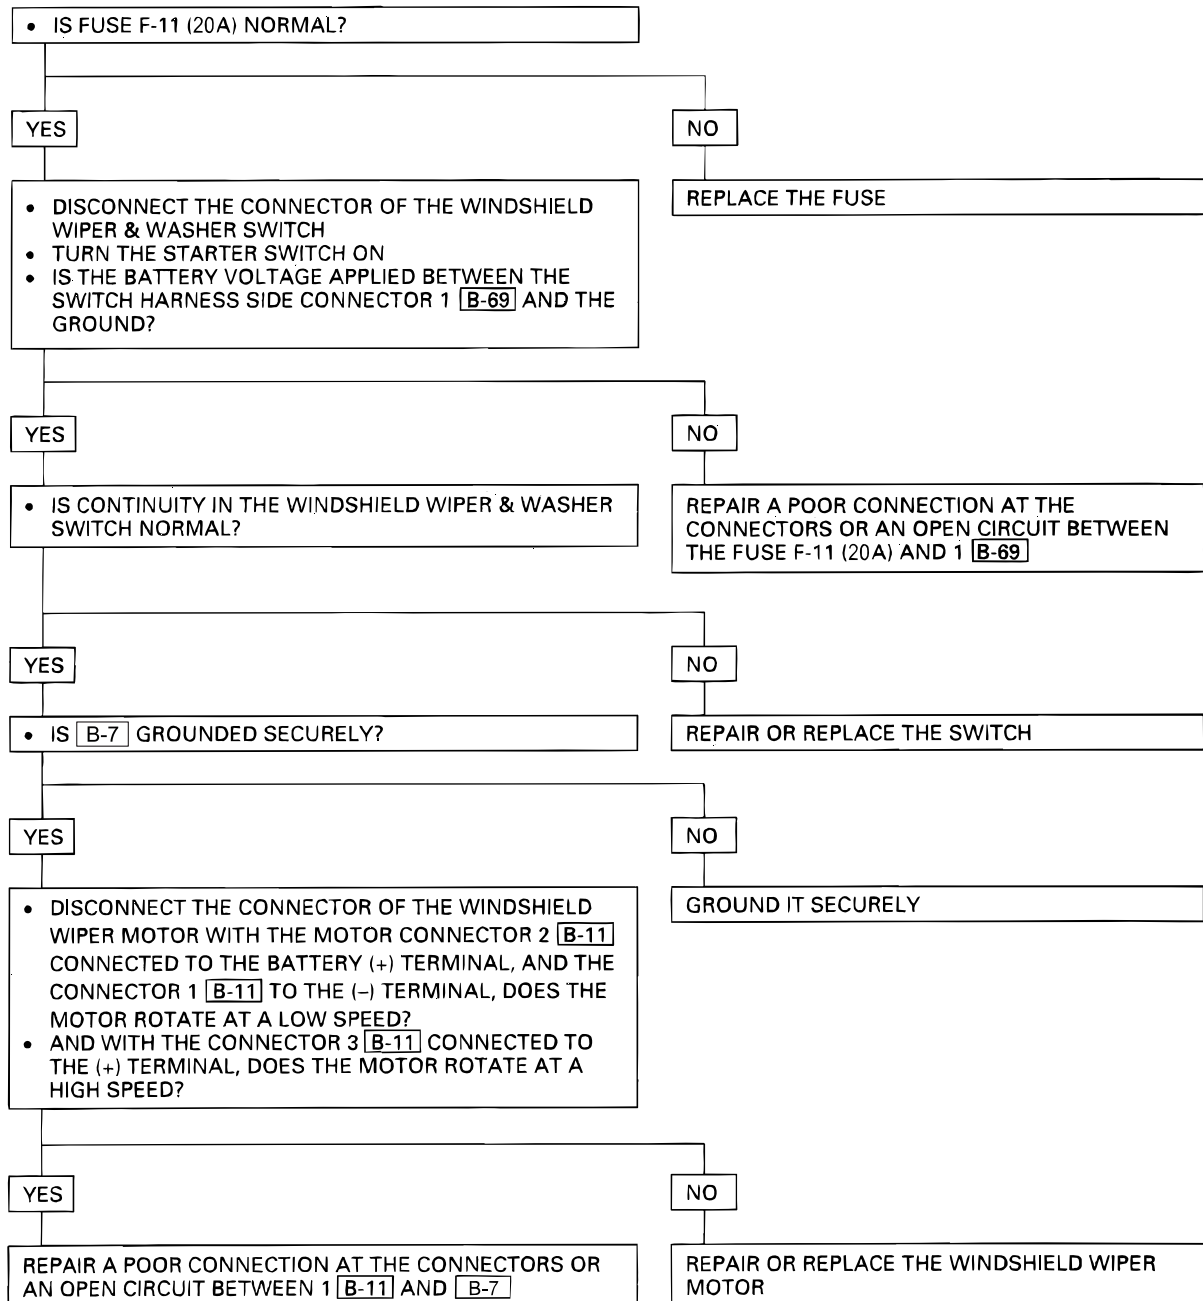 • IS FUSE F-11 (20A) NORMAL?
YES
NO
• DISCONNECT THE CONNECTOR OF THE WINDSHIELD
WIPER & WASHER SWITCH
• TURN THE STARTER SWITCH ON
• IS THE BATTERY VOLTAGE APPLIED BETWEEN THE
SWITCH HARNESS SIDE CONNECTOR 1 B-69 AND THE
GROUND?
REPLACE THE FUSE
YES
NO
• IS CONTINUITY IN THE WINDSHIELD WIPER & WASHER
SWITCH NORMAL?
REPAIR A POOR CONNECTION AT THE
CONNECTORS OR AN OPEN CIRCUIT BETWEEN
THE FUSE F-11 (20A) AND 1 B-69
YES
NO
• IS B-7 GROUNDED SECURELY?
REPAIR OR REPLACE THE SWITCH
YES
NO
• DISCONNECT THE CONNECTOR OF THE WINDSHIELD
WIPER MOTOR WITH THE MOTOR CONNECTOR 2 B-11
CONNECTED TO THE BATTERY (+) TERMINAL, AND THE
CONNECTOR 1 B-11 TO THE (–) TERMINAL, DOES THE
MOTOR ROTATE AT A LOW SPEED?
• AND WITH THE CONNECTOR 3 B-11 CONNECTED TO
THE (+) TERMINAL, DOES THE MOTOR ROTATE AT A
HIGH SPEED?
GROUND IT SECURELY
YES
NO
REPAIR A POOR CONNECTION AT THE CONNECTORS OR
AN OPEN CIRCUIT BETWEEN 1 B-11 AND B-7
REPAIR OR REPLACE THE WINDSHIELD WIPER
MOTOR